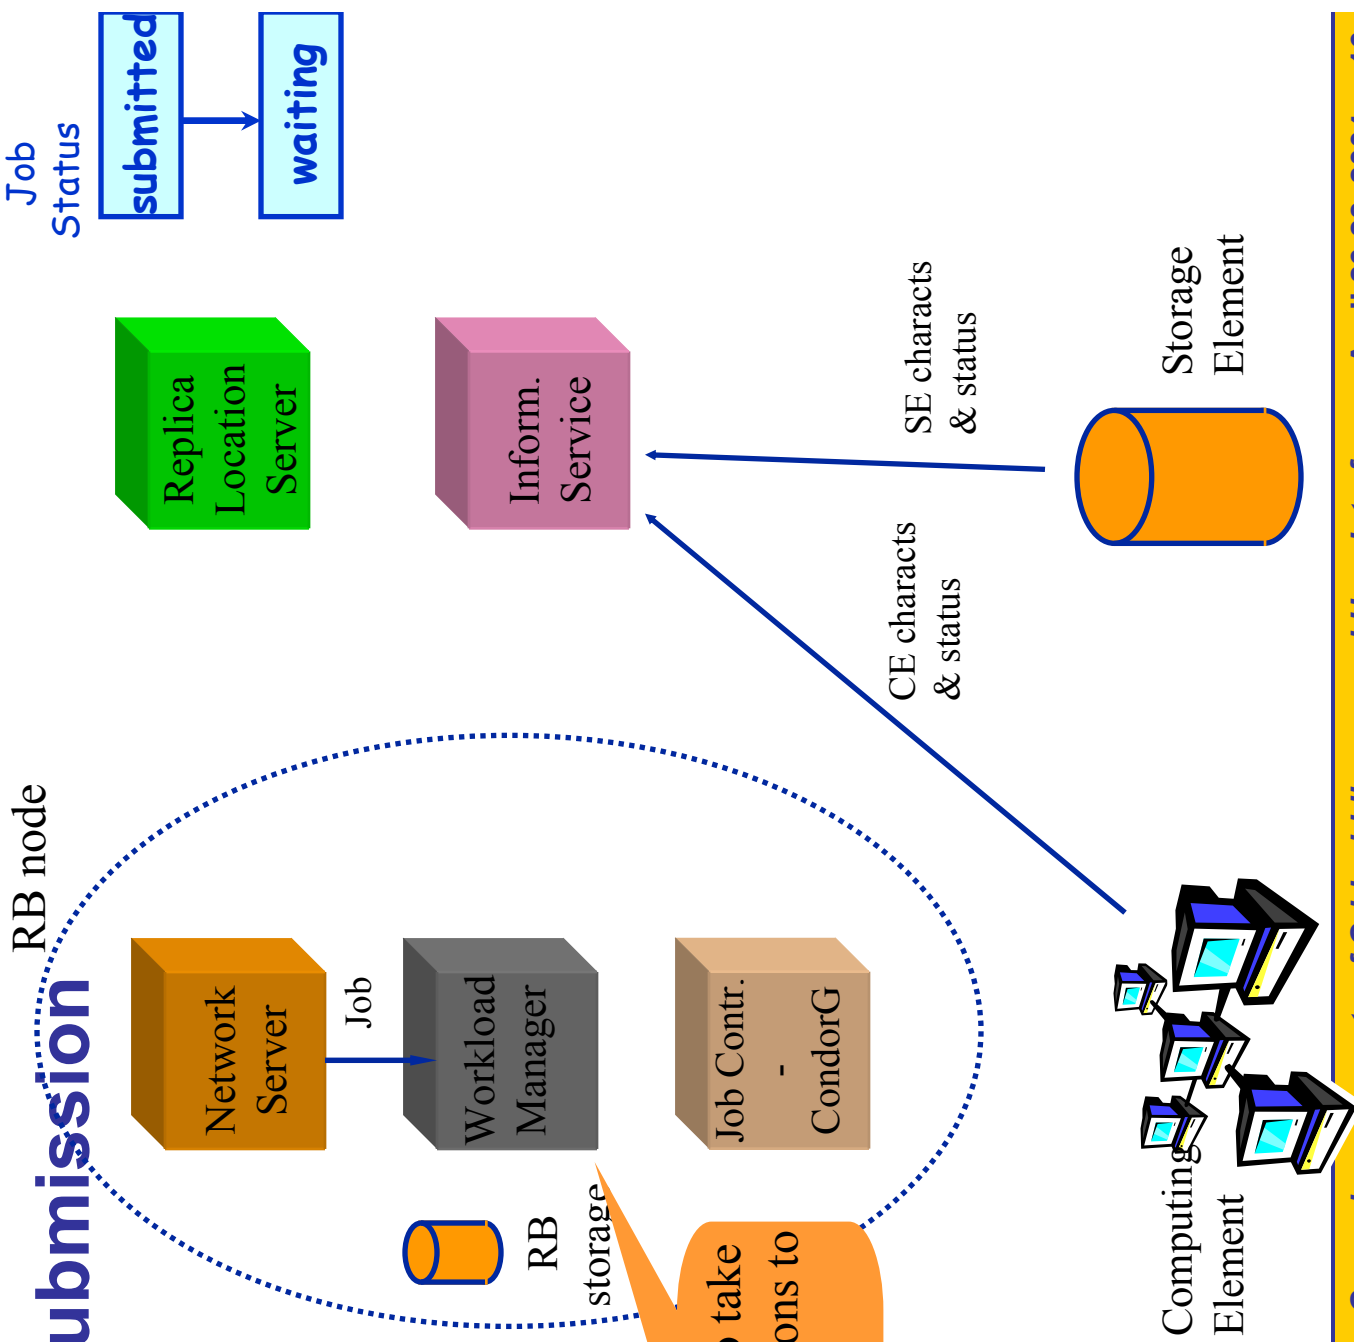 ubmission
RB node
Job
Status
submitted
waiting
Network
Server
Job
Workload
Manager
Job Contr.
-
CondorG
RB
storage
take
ons to
Replica
Location
Server
Inform.
Service
CE characts
& status
SE characts
& status
Computing
Element
Storage
Element